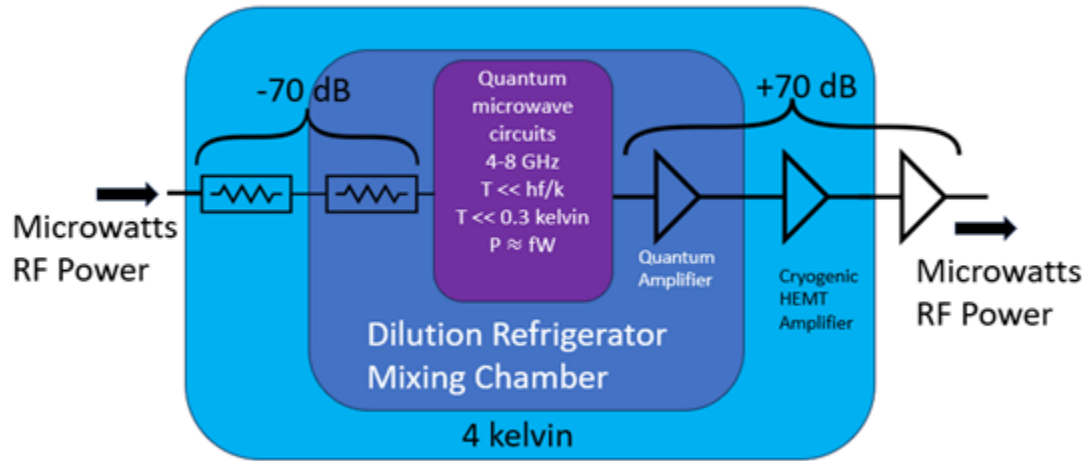 -70 dB
+70 dB
Quantum
microwave
circuits
4-8 GHz
T << hf/k
T << 0.3 kelvin
P ≈ fW
Microwatts
RF Power
Quantum
Amplifier
Cryogenic
HEMT
Amplifier
Microwatts
RF Power
Dilution Refrigerator
Mixing Chamber
4 kelvin